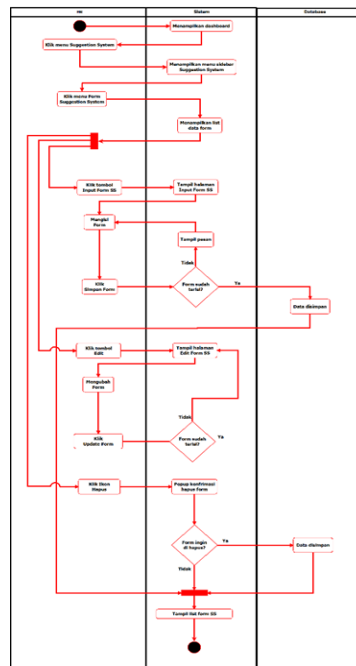 Sistem
Database
Menampilkan dashboard
Klik menu Suggestion System
Menampilkan menu sidebar
Suggestion System
Klik menu Form
Suggestion System
Menampilkan list
data form
Klik tombol
Input Form SS
Tampil halaman
Input Form SS
Mengisi
Form
Tampil pesan
Tidak
Klik
Simpan Form
Form sudah
terisi?
Ya
Data disimpan
Klik tombol
Edit
Tampil halaman
Edit Form SS
Mengubah
Form
Tidak
Klik
Update Form
Form sudah
terisi?
Ya
Klik Ikon
Hapus
Popup konfirmasi
hapus form
Form ingin
di hapus?
Ya
Data disimpan
Tidak
Tampil list form SS